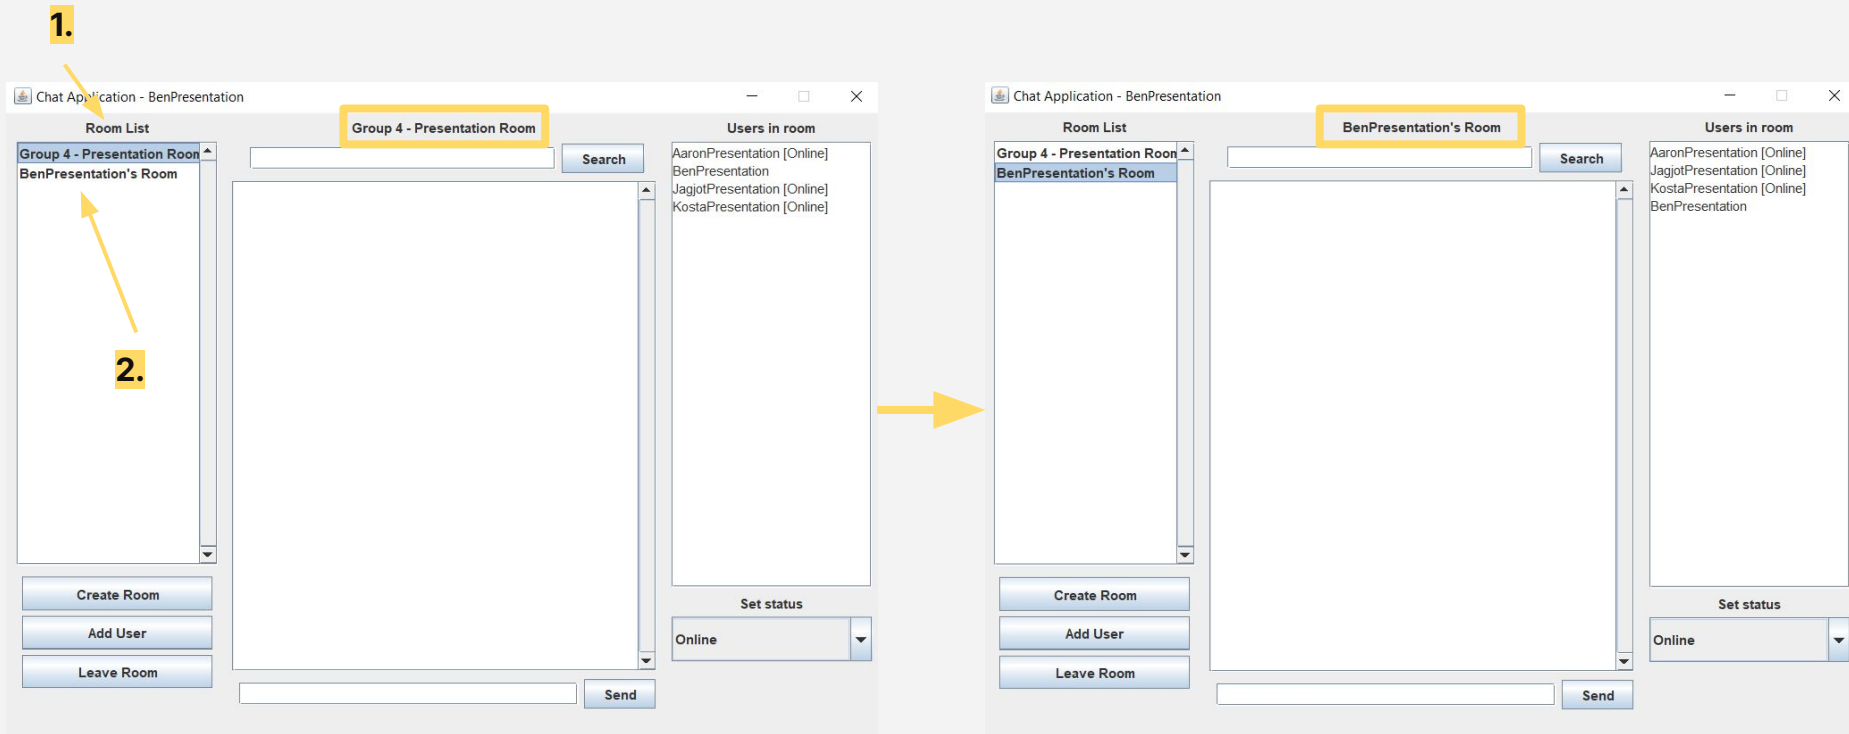 1.
Chat Application - BenPresentation
Room List
Group 4 - Presentation Room
Users in room
Group 4 - Presentation Room
BenPresentation's Room
Search
AaronPresentation [Online]
BenPresentation
JagjotPresentation [Online]
KostaPresentation [Online]
2.
Create Room
Add User
Leave Room
Set status
Online
Send
Chat Application - BenPresentation
Room List
BenPresentation's Room
Users in room
Group 4 - Presentation Room
BenPresentation's Room
Search
AaronPresentation [Online]
JagjotPresentation [Online]
KostaPresentation [Online]
BenPresentation
Create Room
Add User
Leave Room
Set status
Online
Send